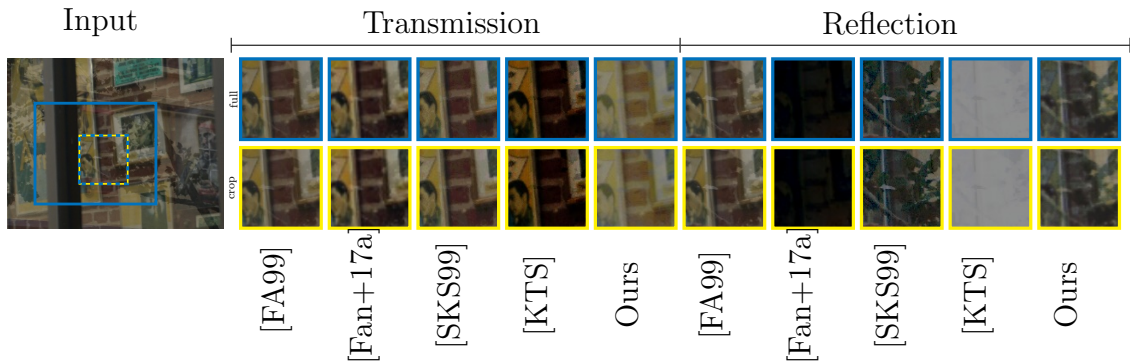 Input
Transmission
Reflection
full
crop
[FA99]
[Fan+17a]
[SKS99]
[KTS]
Ours
[FA99]
[Fan+17a]
[SKS99]
[KTS]
Ours